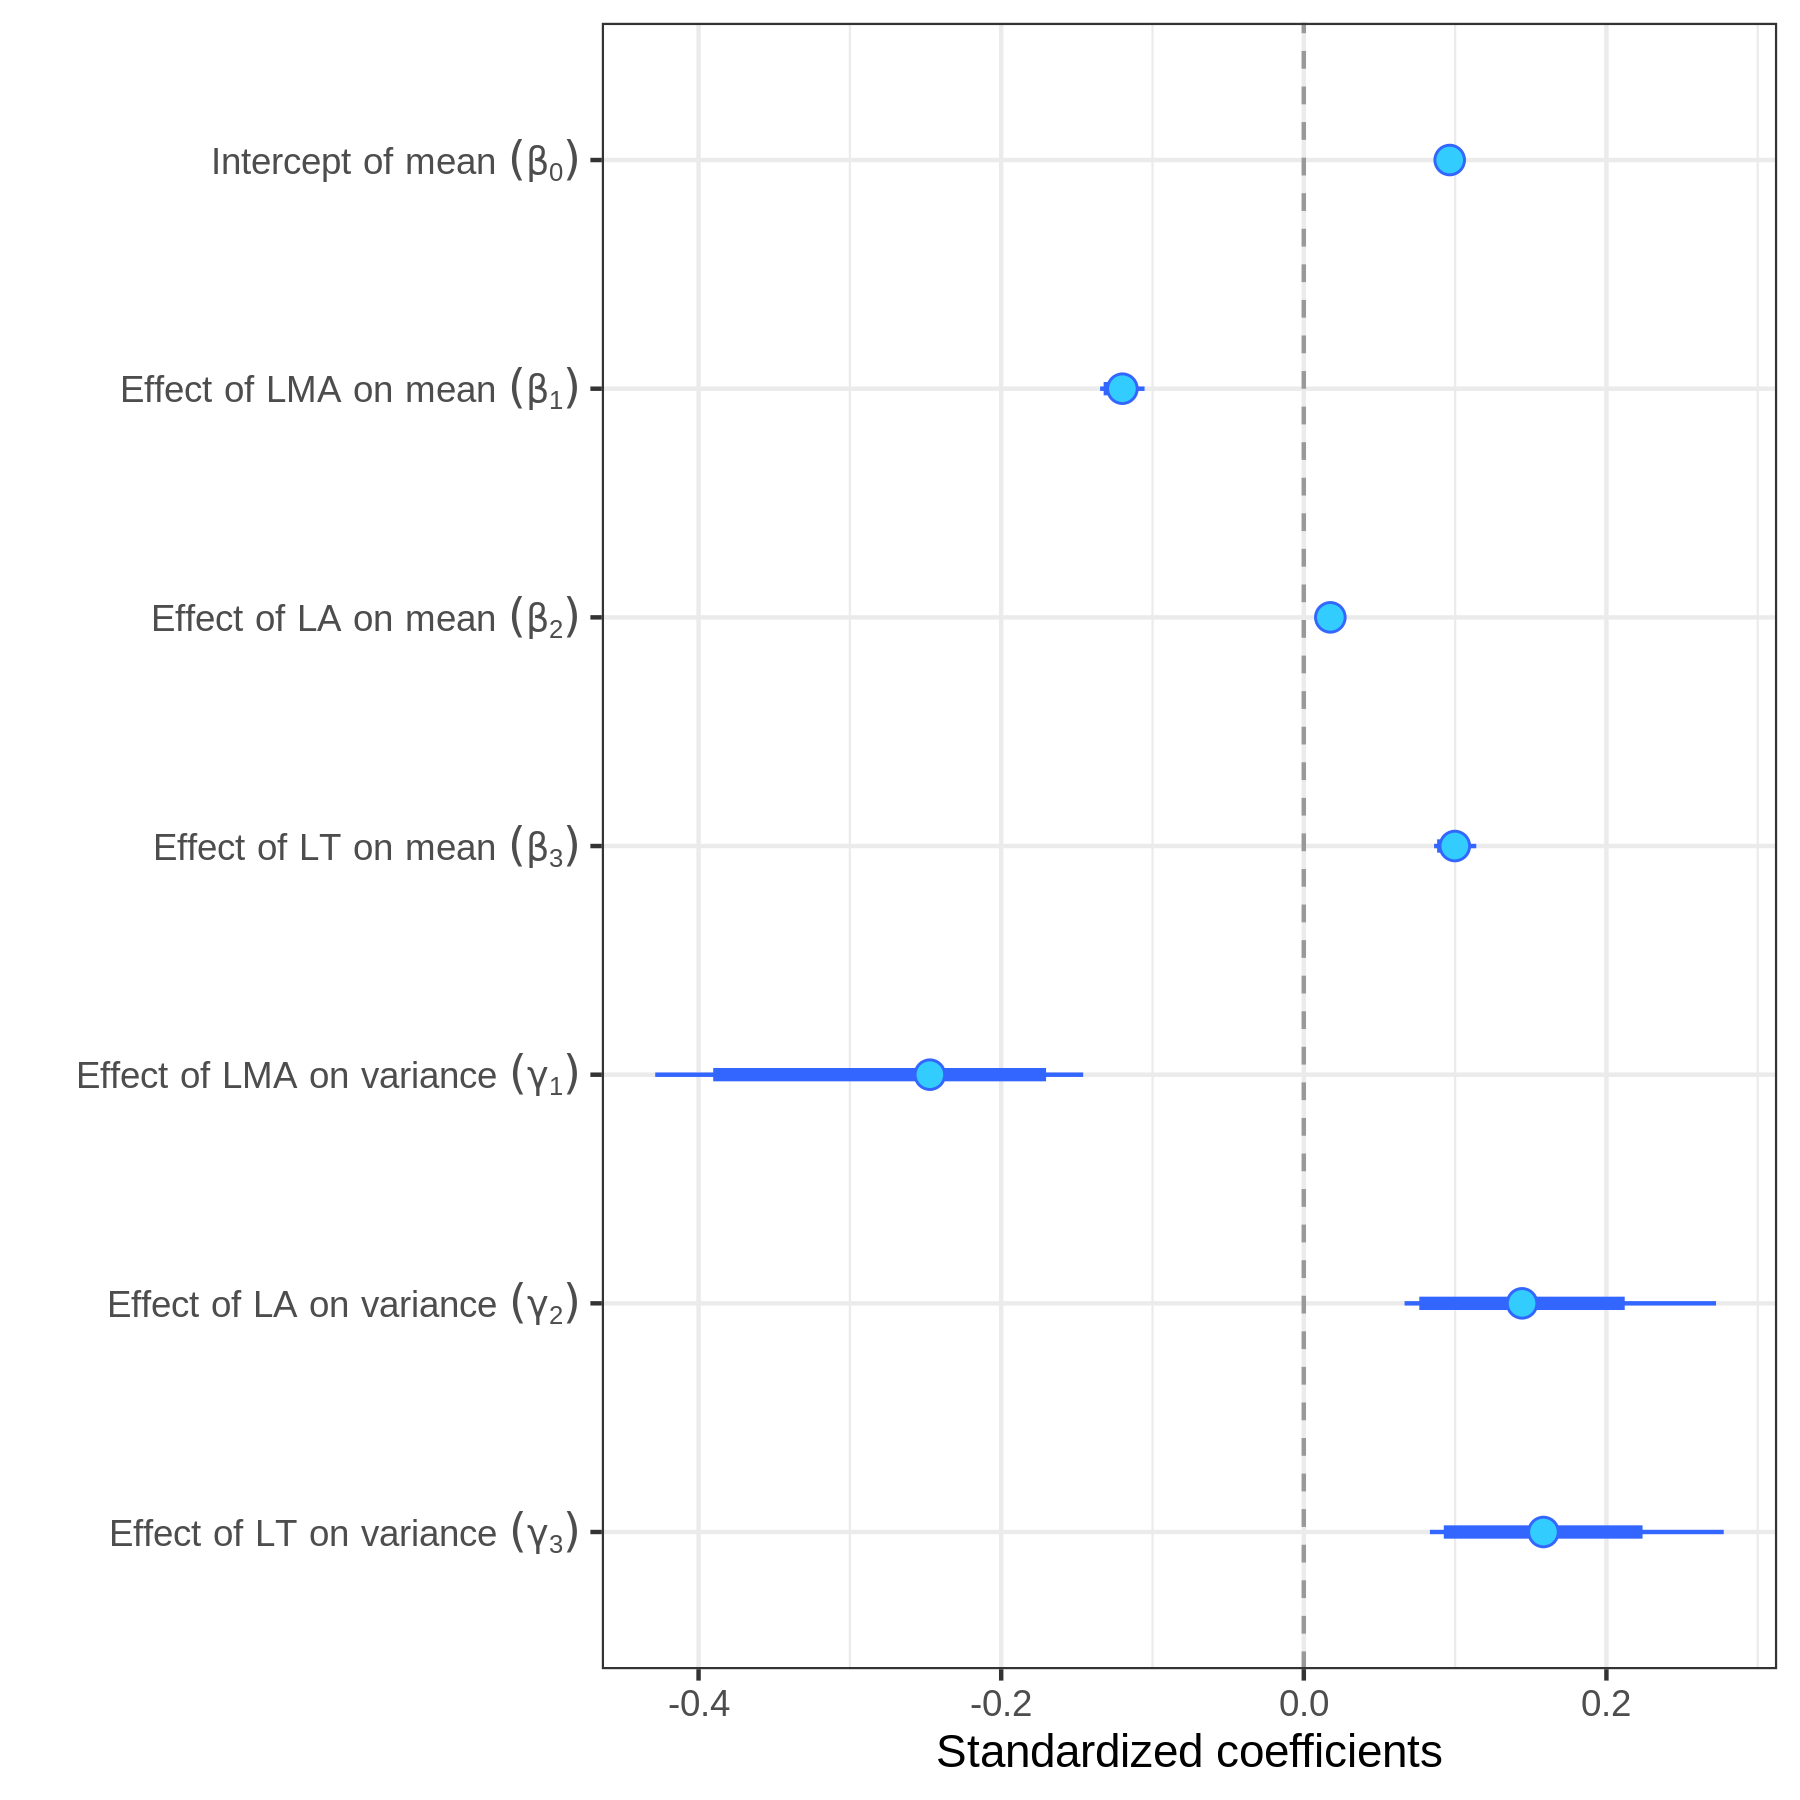 Intercept of mean (β₀)
Effect of LMA on mean (β₁)
Effect of LA on mean (β₂)
Effect of LT on mean (β₃)
Effect of LMA on variance (γ₁)
Effect of LA on variance (γ₂)
Effect of LT on variance (γ₃)
-0.4 -0.2 0.0 0.2
Standardized coefficients